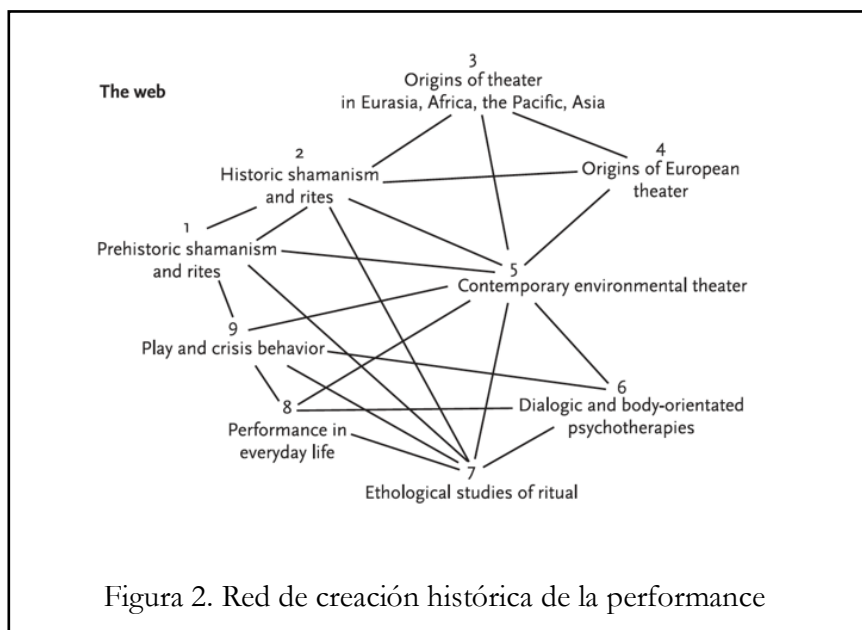 The web
3
Origins of theater
in Eurasia, Africa, the Pacific, Asia
2
Historic shamanism
and rites
4
Origins of European
theater
1
Prehistoric shamanism
and rites
5
Contemporary environmental theater
9
Play and crisis behavior
6
Dialogic and body-orientated
psychotherapies
8
Performance in
everyday life
7
Ethological studies of ritual
Figura 2. Red de creación histórica de la performance